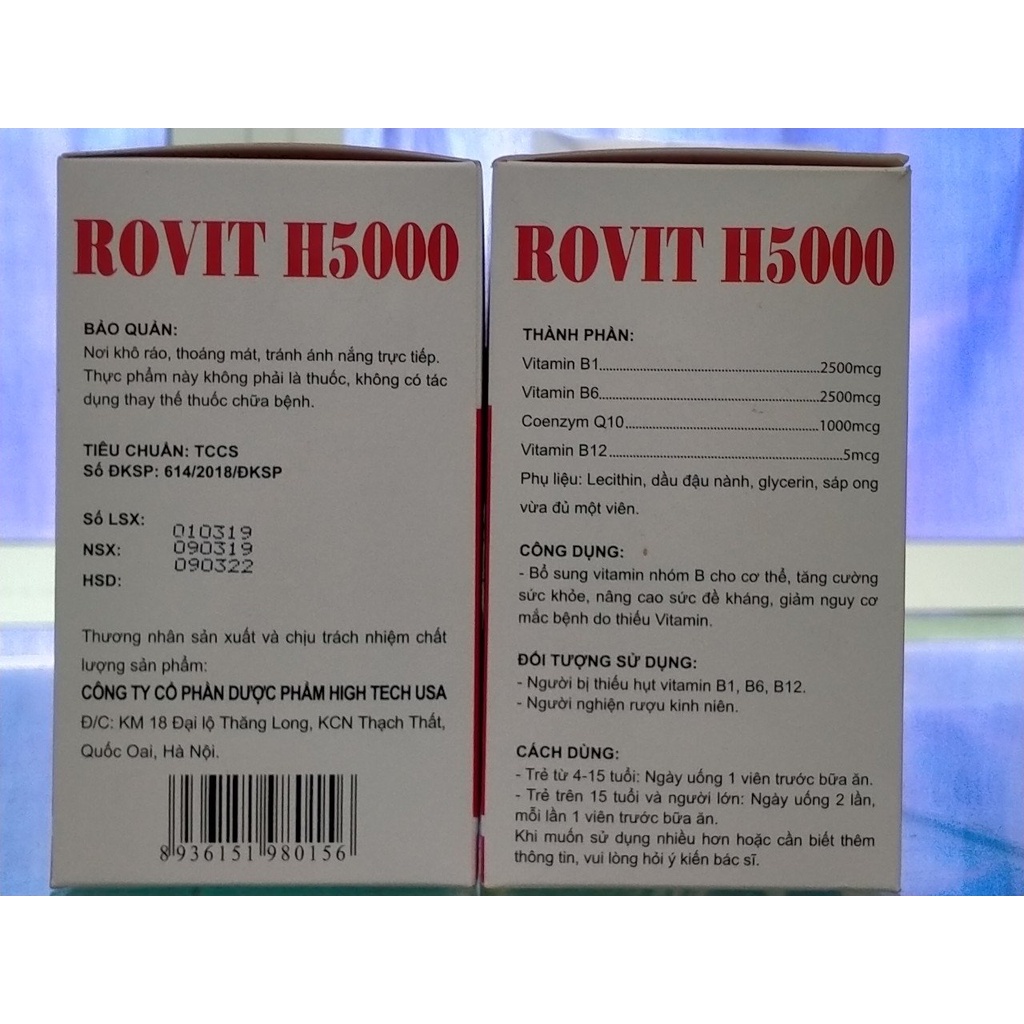 ROVIT H5000
BẢO QUẢN:
Nơi khô ráo, thoáng mát, tránh ánh nắng trực tiếp.
Thực phẩm này không phải là thuốc, không có tác
dụng thay thế thuốc chữa bệnh.
TIÊU CHUẨN: TCCS
Số ĐKSP: 614/2018/ĐKSP
Số LSX: 010319
NSX: 090319
HSD: 090322
Thương nhân sản xuất và chịu trách nhiệm chất
lượng sản phẩm:
CÔNG TY CỔ PHẦN DƯỢC PHẨM HIGH TECH USA
Đ/C: KM 18 Đại lộ Thăng Long, KCN Thạch Thất,
Quốc Oai, Hà Nội.
8 936151 980156
ROVIT H5000
THÀNH PHẦN:
Vitamin B1.......................................................2500mcg
Vitamin B6.......................................................2500mcg
Coenzym Q10................................................1000mcg
Vitamin B12..........................................................5mcg
Phụ liệu: Lecithin, dầu đậu nành, glycerin, sáp ong
vừa đủ một viên.
CÔNG DỤNG:
- Bổ sung vitamin nhóm B cho cơ thể, tăng cường
sức khỏe, nâng cao sức đề kháng, giảm nguy cơ
mắc bệnh do thiếu Vitamin.
ĐỐI TƯỢNG SỬ DỤNG:
- Người bị thiếu hụt vitamin B1, B6, B12.
- Người nghiện rượu kinh niên.
CÁCH DÙNG:
- Trẻ từ 4-15 tuổi: Ngày uống 1 viên trước bữa ăn.
- Trẻ trên 15 tuổi và người lớn: Ngày uống 2 lần,
mỗi lần 1 viên trước bữa ăn.
Khi muốn sử dụng nhiều hơn hoặc cần biết thêm
thông tin, vui lòng hỏi ý kiến bác sĩ.